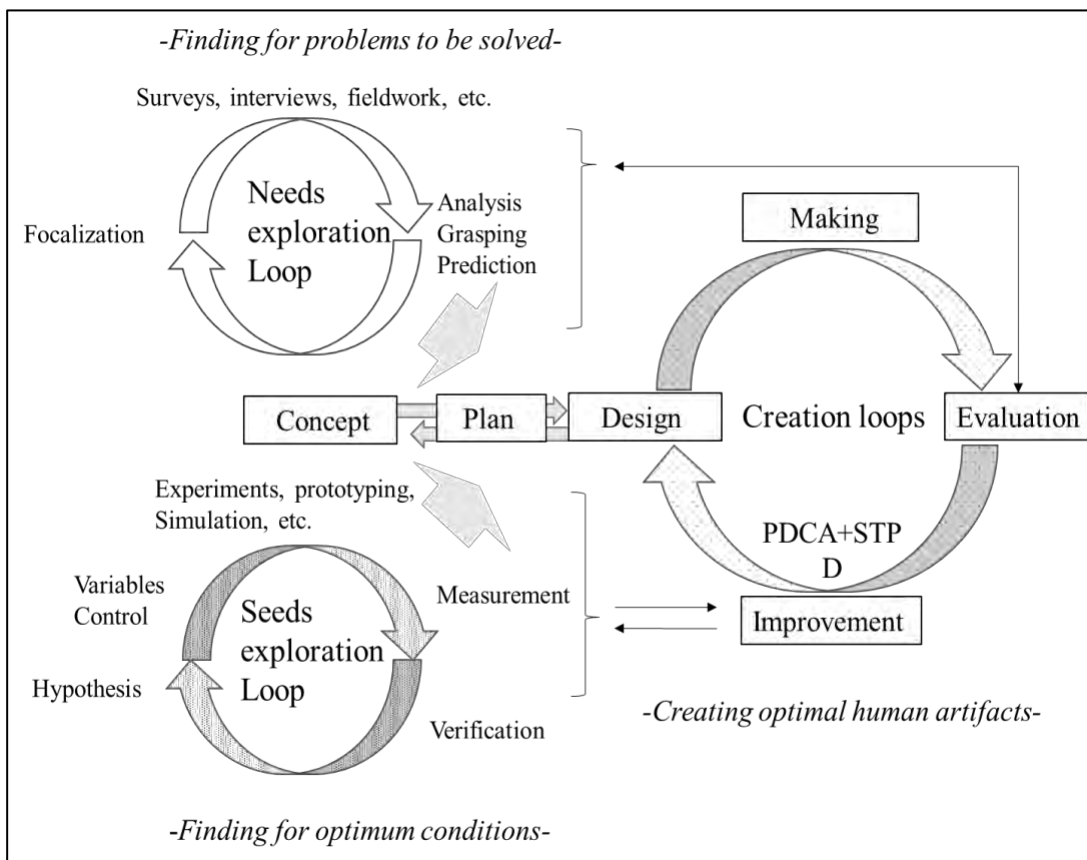 -Finding for problems to be solved-
Surveys, interviews, fieldwork, etc.
Needs
exploration
Loop
Focalization
Analysis
Grasping
Prediction
Making
Concept
Plan
Design
Creation loops
Evaluation
Experiments, prototyping,
Simulation, etc.
PDCA+STP
D
Variables
Control
Seeds
exploration
Loop
Measurement
Improvement
Hypothesis
Verification
-Creating optimal human artifacts-
-Finding for optimum conditions-